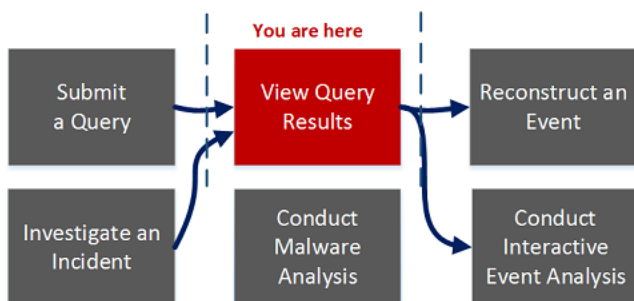 You are here
Submit
a Query
View Query
Results
Reconstruct an
Event
Investigate an
Incident
Conduct
Malware
Analysis
Conduct
Interactive
Event Analysis